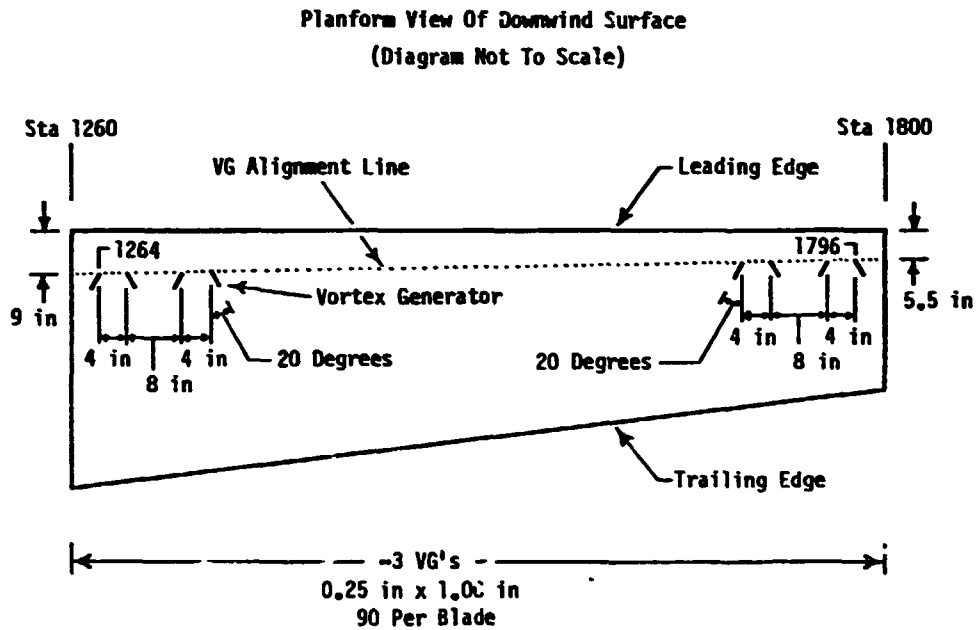 Planform View Of Downwind Surface
(Diagram Not To Scale)
Sta 1260
Sta 1800
VG Alignment Line
Leading Edge
1264
1796
Vortex Generator
9 in
5.5 in
20 Degrees
20 Degrees
4 in
4 in
8 in
4 in
4 in
8 in
Trailing Edge
-3 VG's -
0.25 in x 1.00 in
90 Per Blade